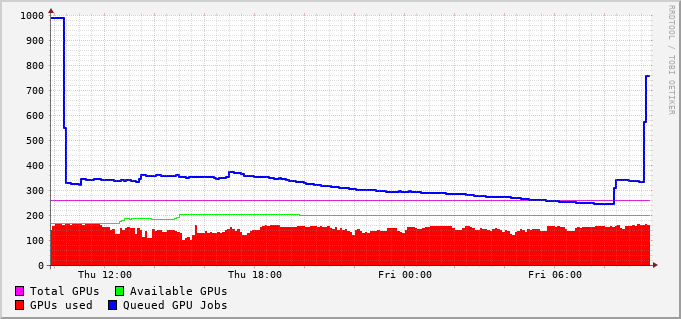 1000
900
800
700
600
500
400
300
200
100
0
Thu 12:00 Thu 18:00 Fri 00:00 Fri 06:00
Total GPUs Available GPUs
GPUs used Queued GPU Jobs
RRDTOOL / TOBI OETIKER